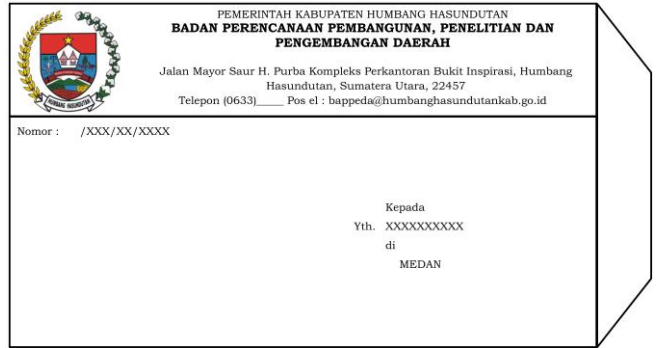 PEMERINTAH KABUPATEN HUMBANG HASUNDUTAN
BADAN PERENCANAAN PEMBANGUNAN, PENELITIAN DAN
PENGEMBANGAN DAERAH
Jalan Mayor Saur H. Purba Kompleks Perkantoran Bukit Inspirasi, Humbang
Hasundutan, Sumatera Utara, 22457
Telepon (0633)_____ Pos el : bappeda@humbanghasundutankab.go.id
HUMBANG HASUNDUTAN
Nomor : /XXX/XX/XXXX
Kepada
Yth. XXXXXXXXXX
di
MEDAN